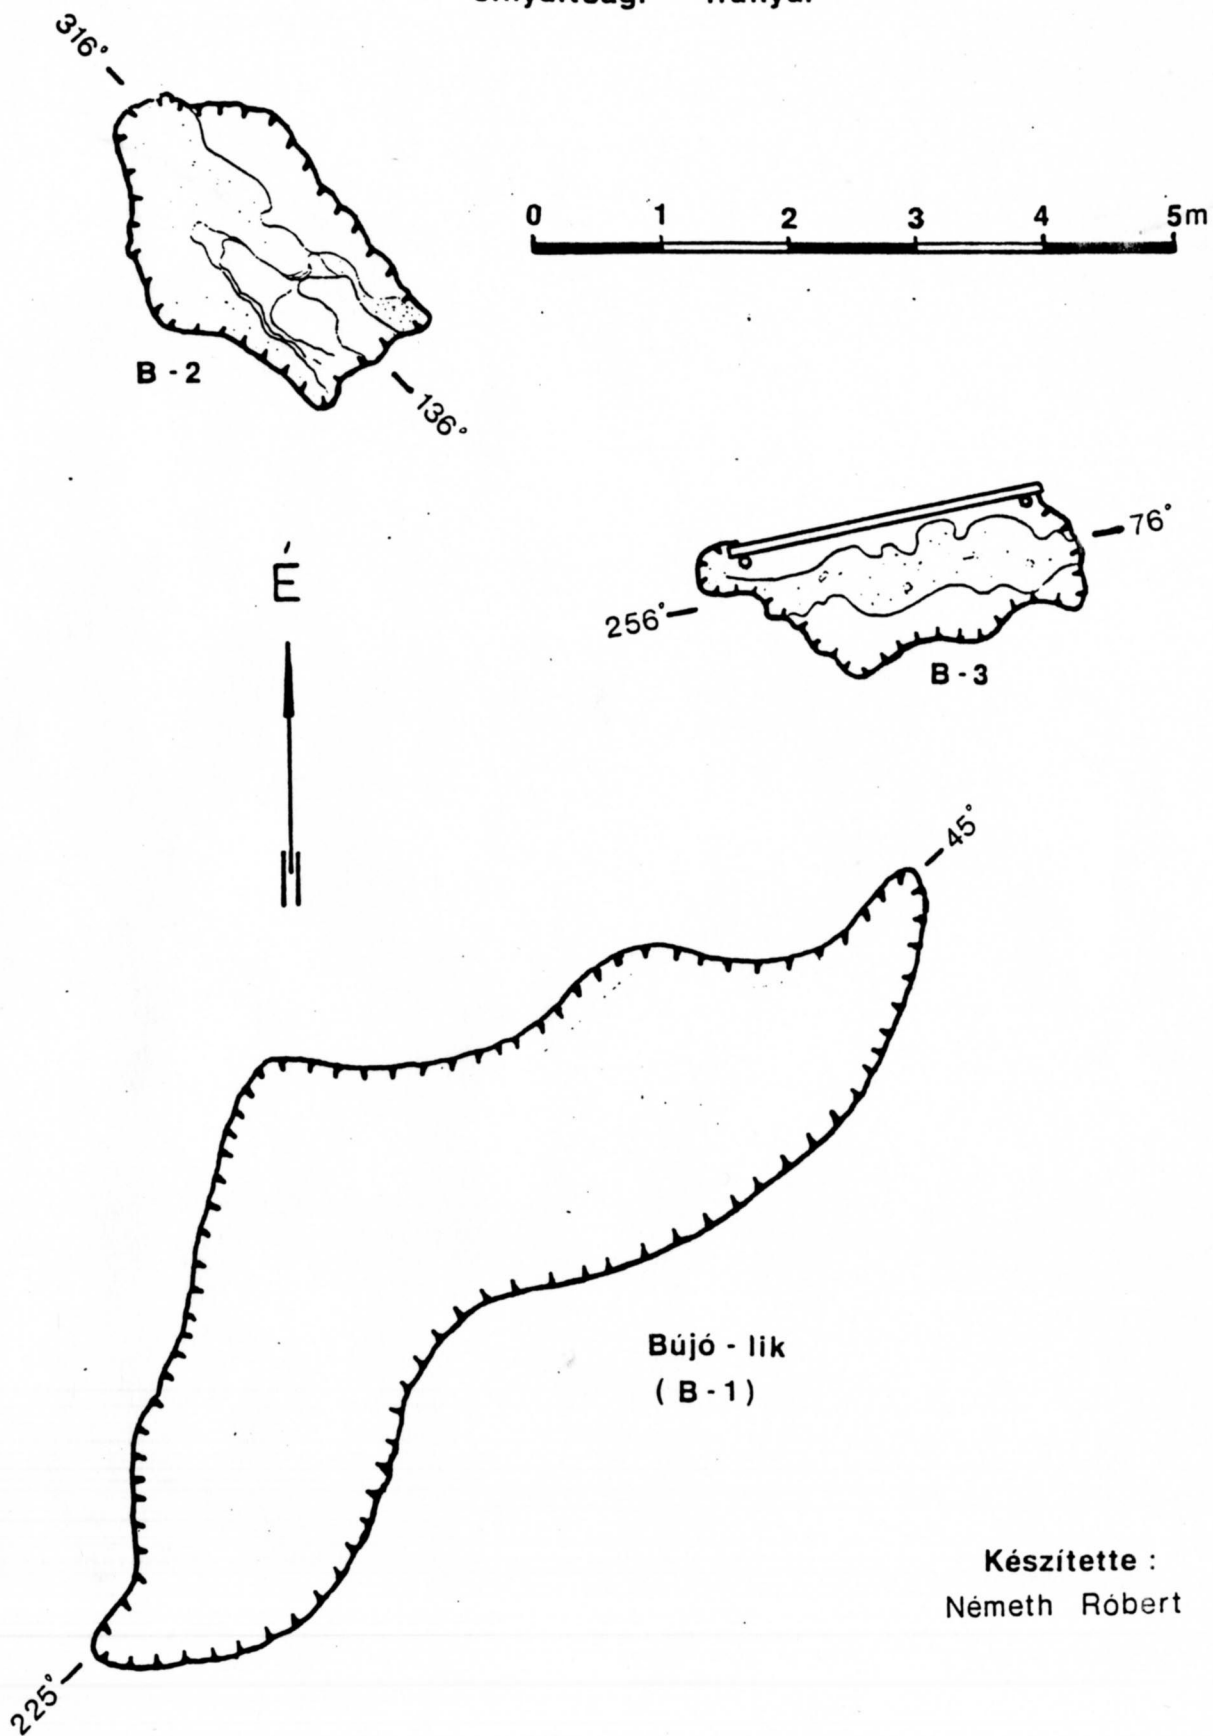 316°
0 1 2 3 4 5m
B - 2
136°
76°
256°
B - 3
É
45°
Bújó - lik
( B - 1 )
Készítette :
Németh Róbert
225°